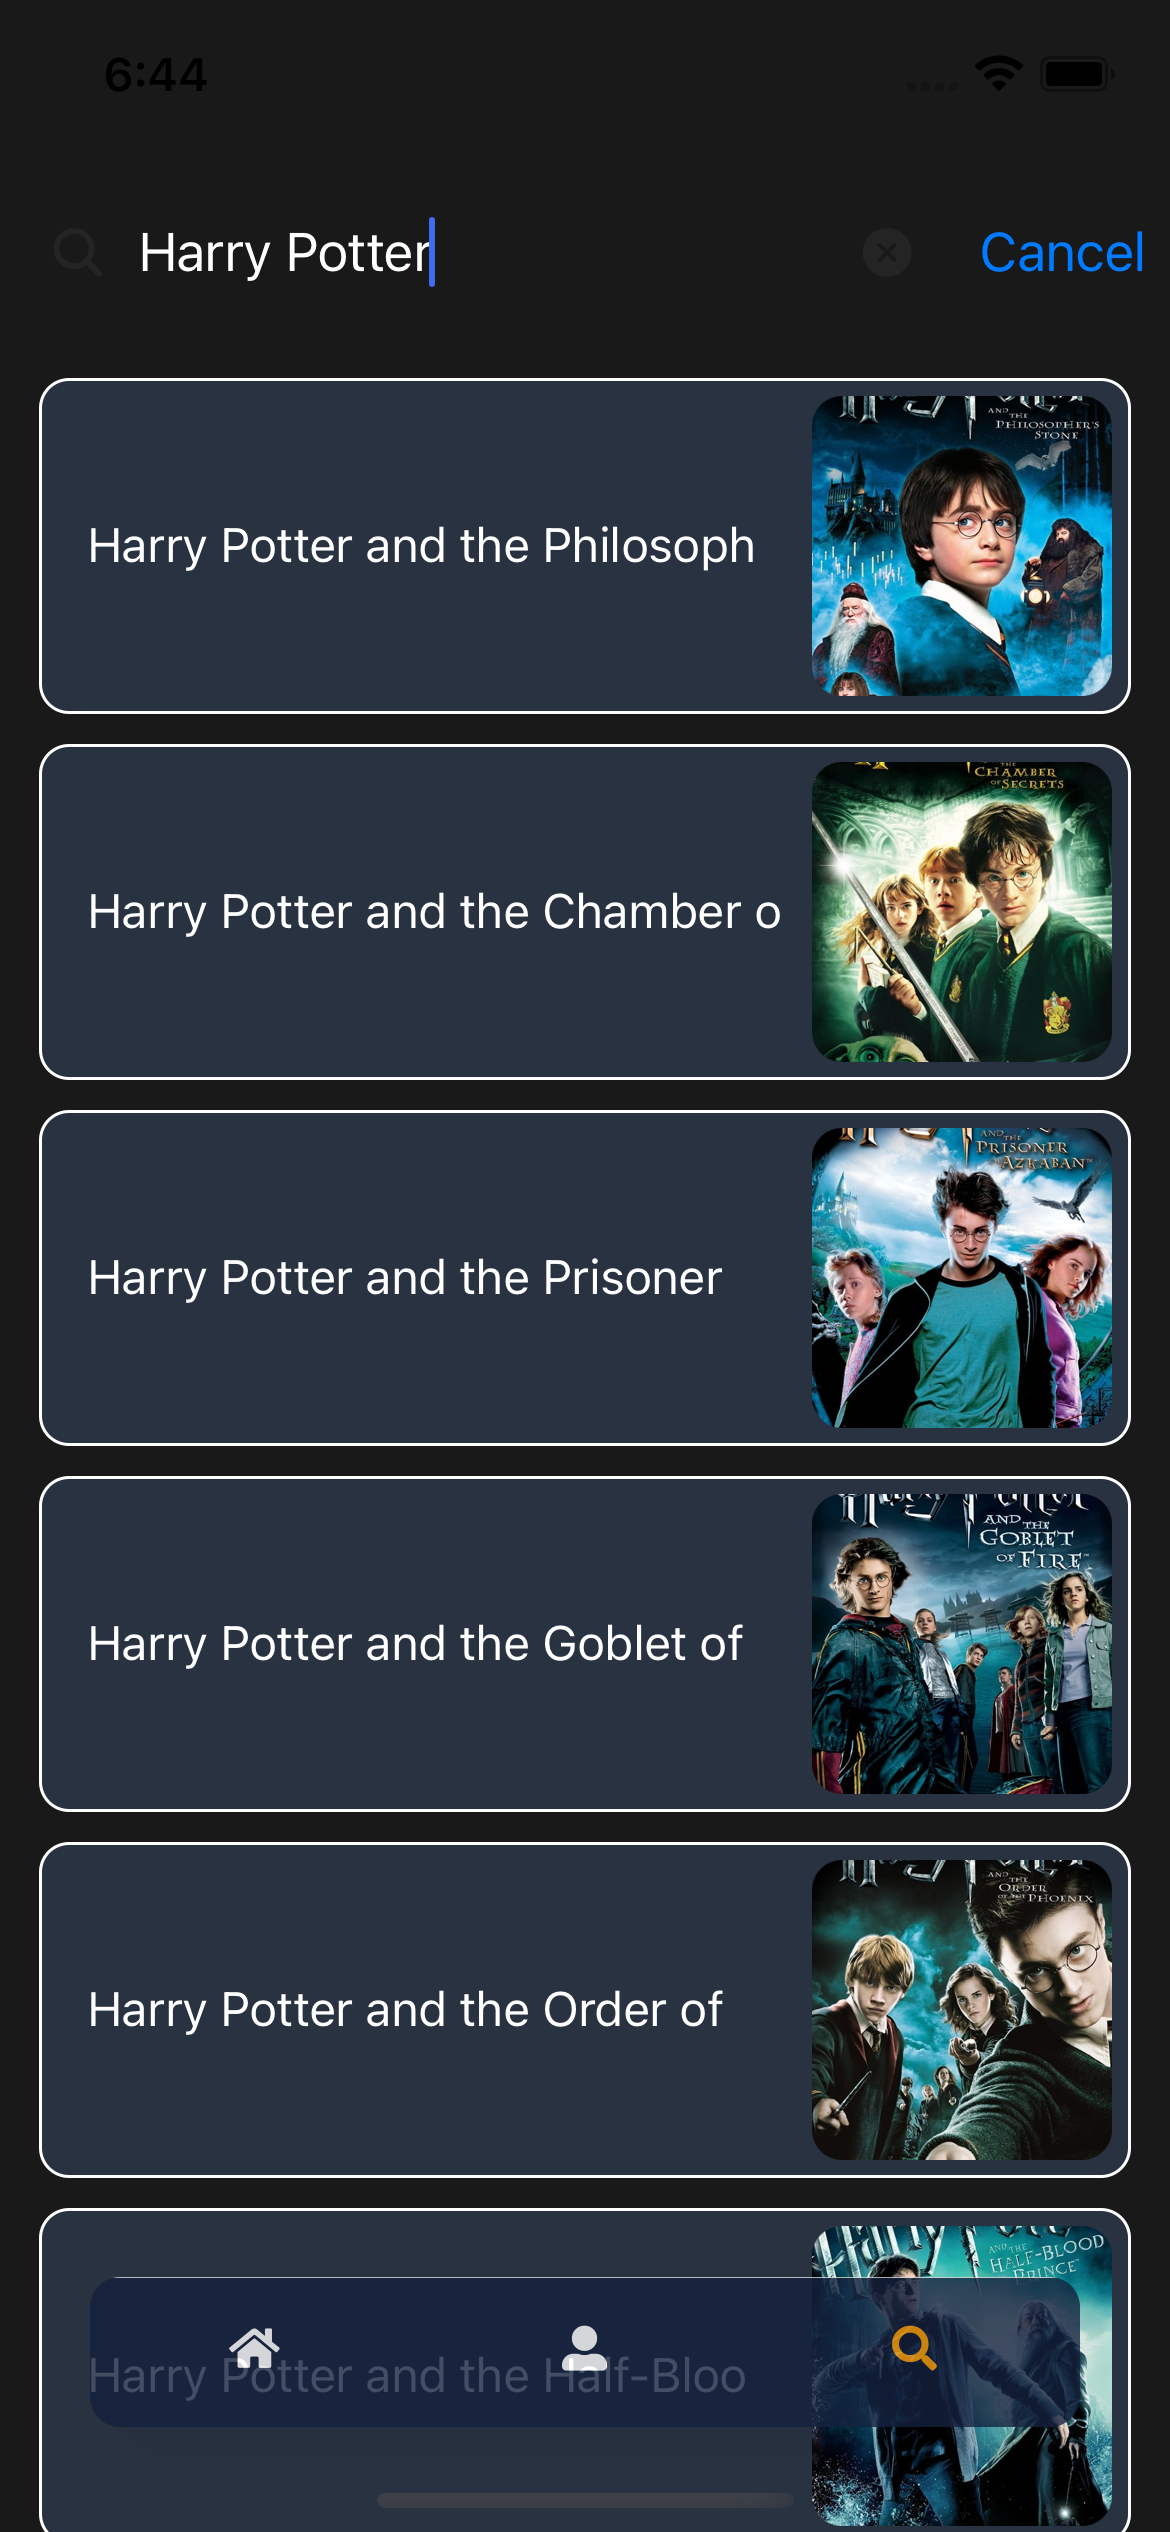 6:44
Harry Potter
Cancel
AND THE
PHILOSOPHER'S
STONE
Harry Potter and the Philosoph
THE
CHAMBER
OF SECRETS
Harry Potter and the Chamber o
AND THE
PRISONER
OF AZKABAN
Harry Potter and the Prisoner
AND THE
GOBLET
OF FIRE
Harry Potter and the Goblet of
AND THE
ORDER
OF THE PHOENIX
Harry Potter and the Order of
AND THE
HALF-BLOOD
PRINCE
Harry Potter and the Half-Bloo